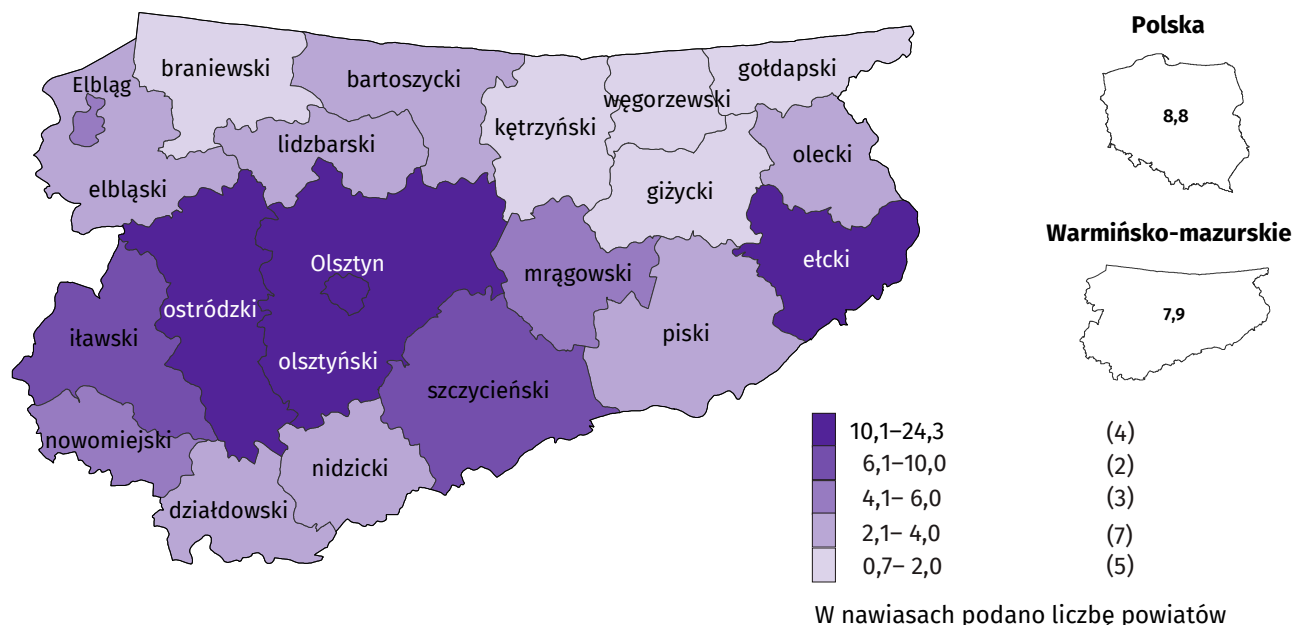 Polska
8,8
Warmińsko-mazurskie
7,9
Elbląg
braniewski
bartoszycki
gołdapski
węgorzewski
kętrzyński
lidzbarski
olecki
elbląski
giżycki
Olsztyn
mrągowski
ełcki
ostródzki
iławski
olsztyński
piski
szczycieński
nowomiejski
nidzicki
działdowski
10,1–24,3 (4)
6,1–10,0 (2)
4,1– 6,0 (3)
2,1– 4,0 (7)
0,7– 2,0 (5)
W nawiasach podano liczbę powiatów